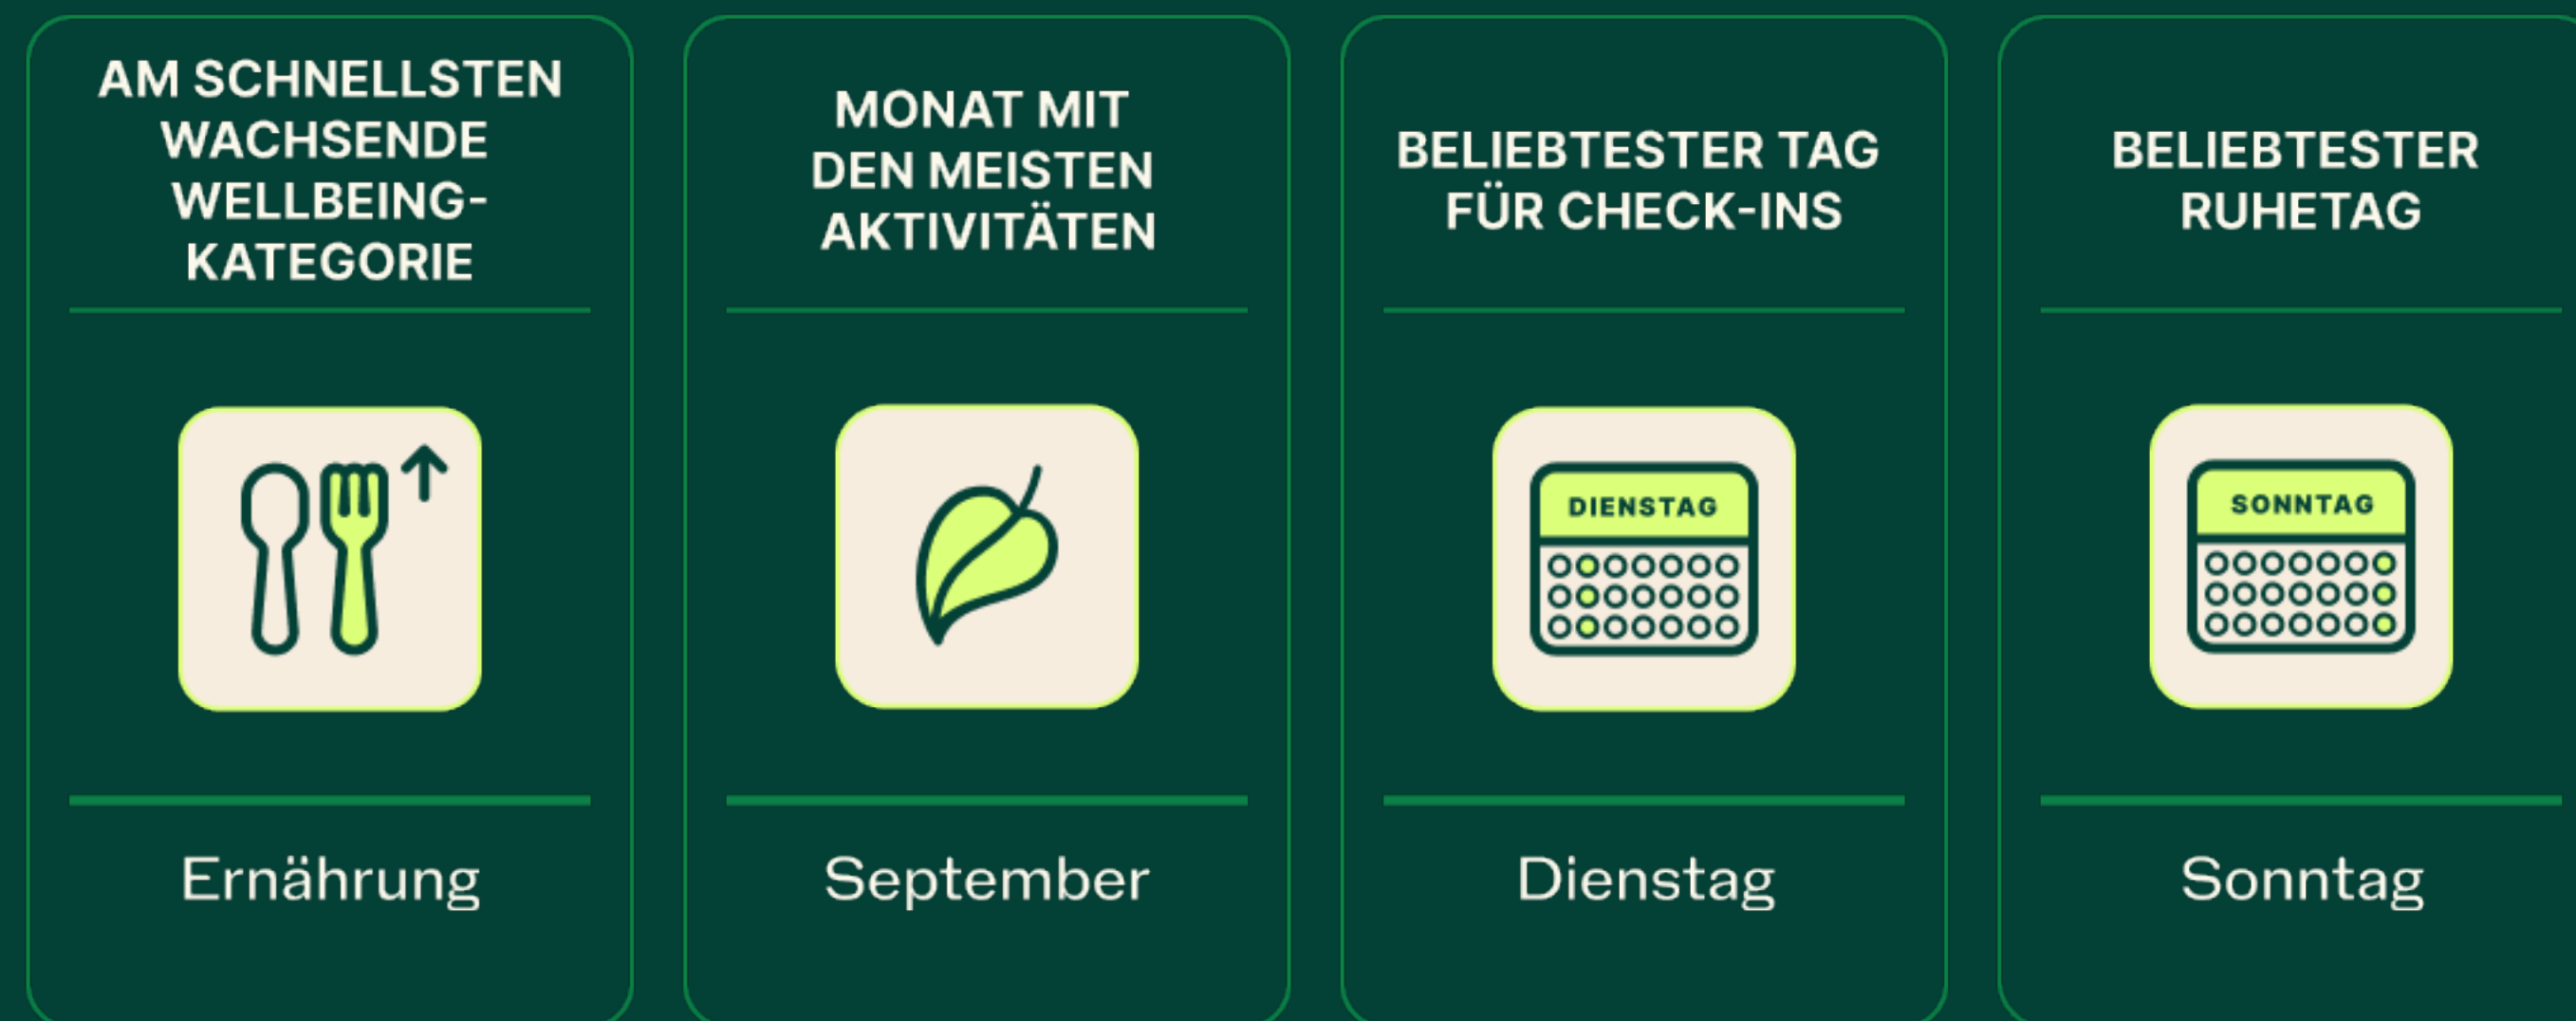 AM SCHNELLSTEN
WACHSENDE
WELLBEING-
KATEGORIE
Ernährung
MONAT MIT
DEN MEISTEN
AKTIVITÄTEN
September
BELIEBTESTER TAG
FÜR CHECK-INS
DIENSTAG
Dienstag
BELIEBTESTER
RUHETAG
SONNTAG
Sonntag